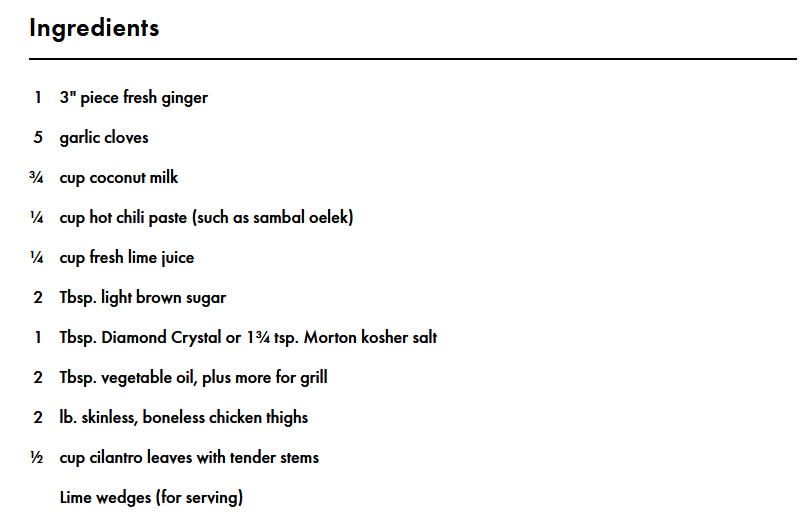 Ingredients
1 3" piece fresh ginger
5 garlic cloves
¾ cup coconut milk
¼ cup hot chili paste (such as sambal oelek)
¼ cup fresh lime juice
2 Tbsp. light brown sugar
1 Tbsp. Diamond Crystal or 1¾ tsp. Morton kosher salt
2 Tbsp. vegetable oil, plus more for grill
2 lb. skinless, boneless chicken thighs
½ cup cilantro leaves with tender stems
Lime wedges (for serving)